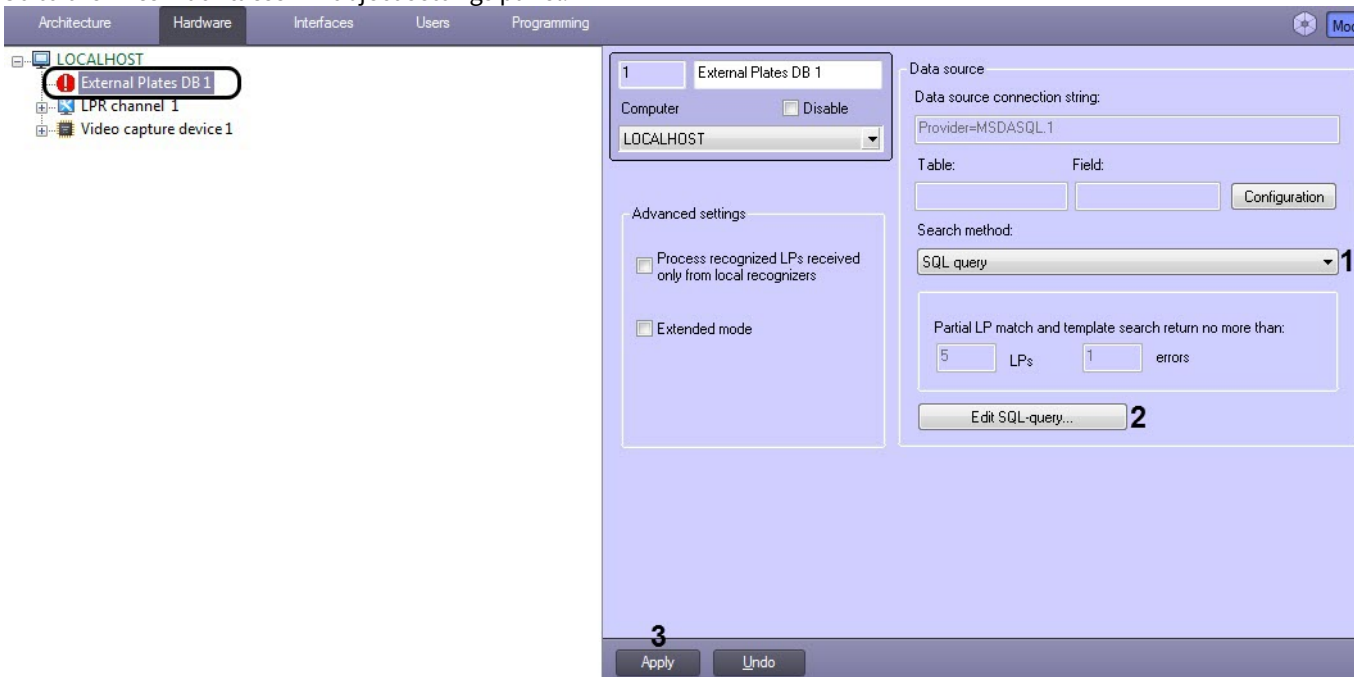 Architecture Hardware Interfaces Users Programming
LOCALHOST
External Plates DB 1
LPR channel 1
Video capture device 1
1 External Plates DB 1
Computer Disable
LOCALHOST
Advanced settings
Process recognized LPs received
only from local recognizers
Extended mode
Data source
Data source connection string:
Provider=MSDASQL.1
Table: Field:
Configuration
Search method:
SQL query 1
Partial LP match and template search return no more than:
5 LPs 1 errors
Edit SQL-query... 2
3
Apply Undo